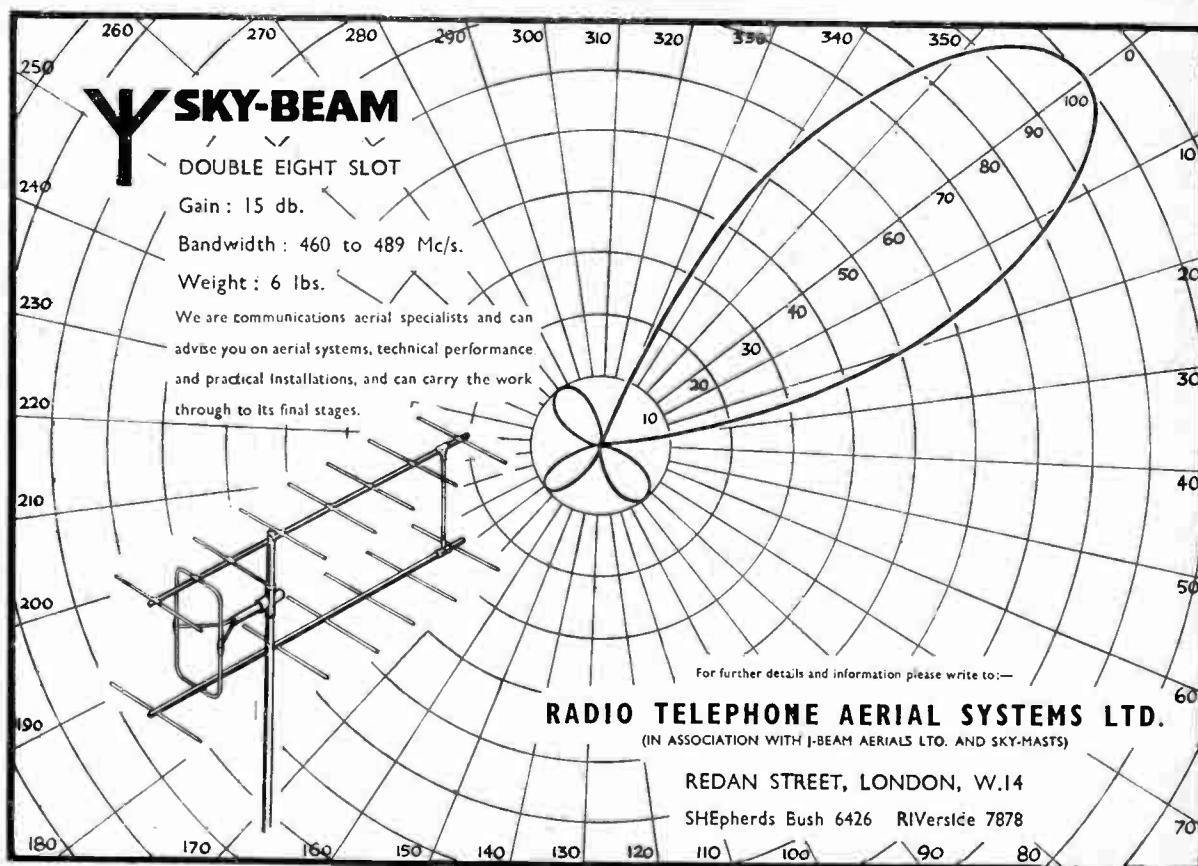 260 270 280 290 300 310 320 330 340 350 0
250
240
230
220
210
200
190
180
170 160 150 140 130 120 110 100 90 80
10
20
30
40
50
60
70
100
90
80
70
60
50
40
30
20
10
SKY-BEAM
DOUBLE EIGHT SLOT
Gain : 15 db.
Bandwidth : 460 to 489 Mc/s.
Weight : 6 lbs.
We are communications aerial specialists and can
advise you on aerial systems, technical performance
and practical Installations, and can carry the work
through to its final stages.
For further details and information please write to:—
RADIO TELEPHONE AERIAL SYSTEMS LTD.
(IN ASSOCIATION WITH J-BEAM AERIALS LTD. AND SKY-MASTS)
REDAN STREET, LONDON, W.14
SHEpherds Bush 6426 RIVerside 7878